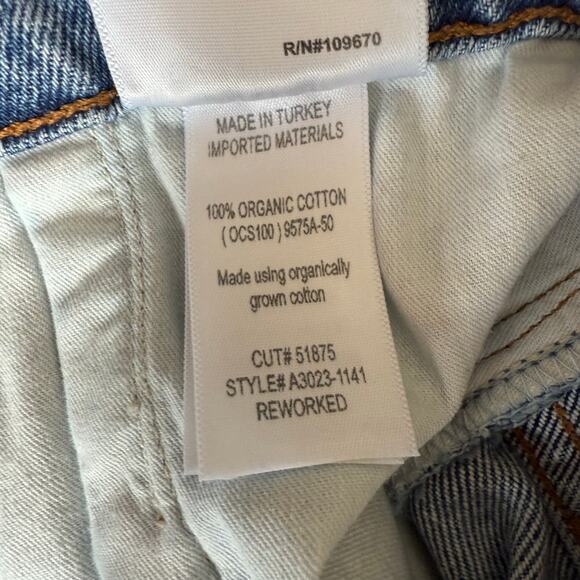 R/N#109670
MADE IN TURKEY
IMPORTED MATERIALS
100% ORGANIC COTTON
( OCS100 ) 9575A-50
Made using organically
grown cotton
CUT# 51875
STYLE# A3023-1141
REWORKED